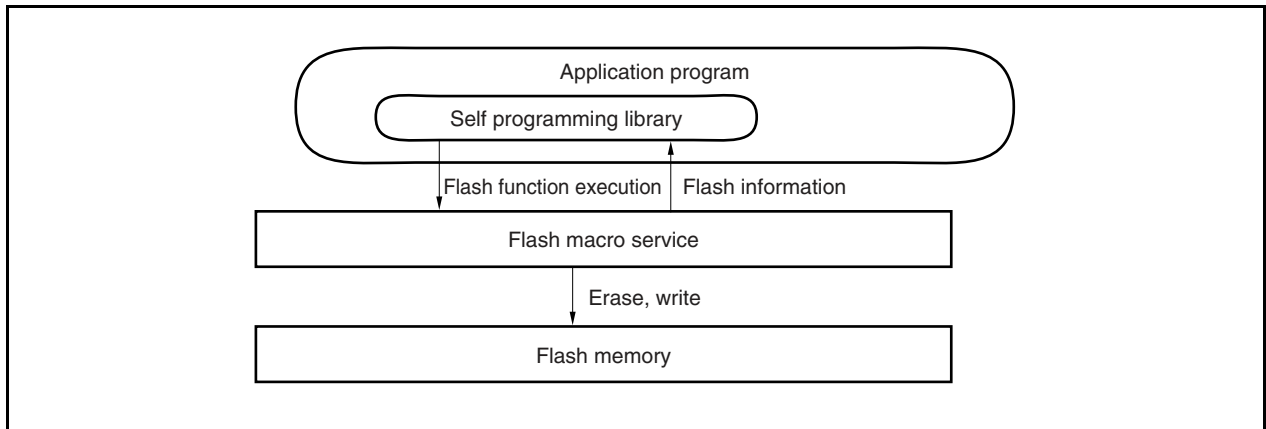 Application program
Self programming library
Flash function execution
Flash information
Flash macro service
Erase, write
Flash memory